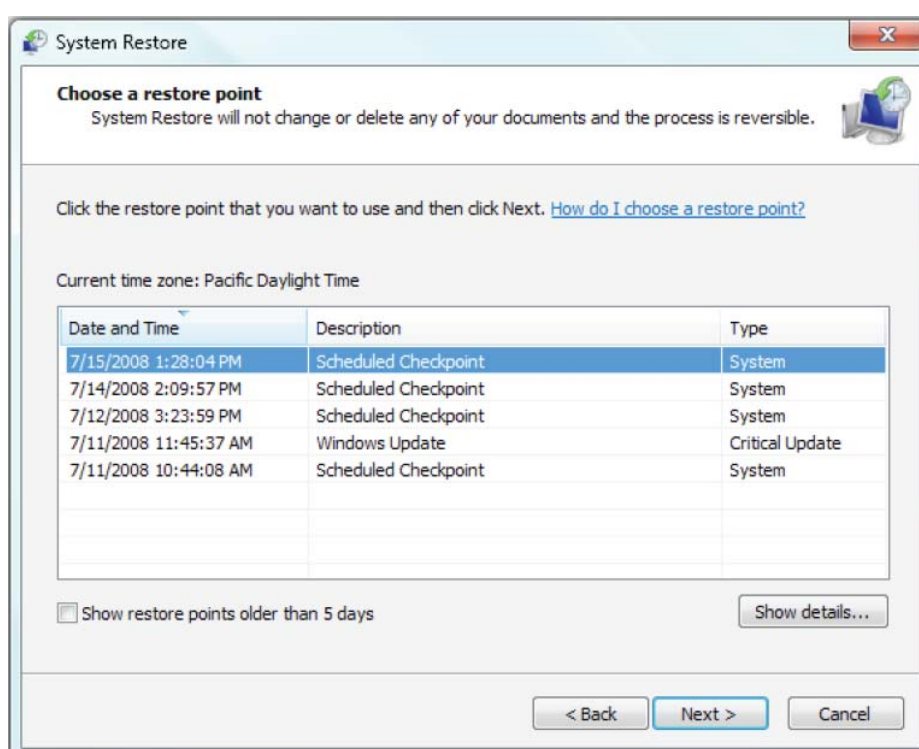 System Restore
Choose a restore point
System Restore will not change or delete any of your documents and the process is reversible.
Click the restore point that you want to use and then click Next. How do I choose a restore point?
Current time zone: Pacific Daylight Time
Date and Time Description Type
7/15/2008 1:28:04 PM Scheduled Checkpoint System
7/14/2008 2:09:57 PM Scheduled Checkpoint System
7/12/2008 3:23:59 PM Scheduled Checkpoint System
7/11/2008 11:45:37 AM Windows Update Critical Update
7/11/2008 10:44:08 AM Scheduled Checkpoint System
Show restore points older than 5 days Show details...
< Back Next > Cancel